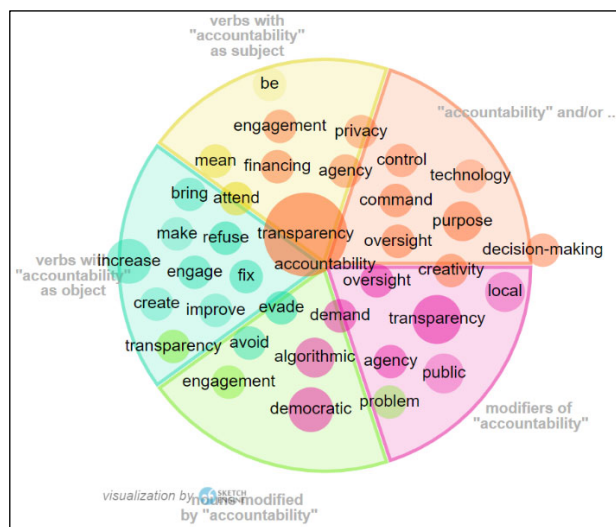 verbs with
"accountability"
as subject
be
"accountability" and/or ...
engagement
privacy
mean
financing
agency
control
technology
bring
attend
command
make
refuse
transparency
purpose
verbs with
"accountability"
as object
increase
engage
fix
accountability
oversight
decision-making
creativity
oversight
local
create
improve
evade
demand
transparency
transparency
avoid
algorithmic
agency
public
engagement
democratic
problem
modifiers of
"accountability"
visualization by
SKETCH
ENGINE
nouns modified
by "accountability"